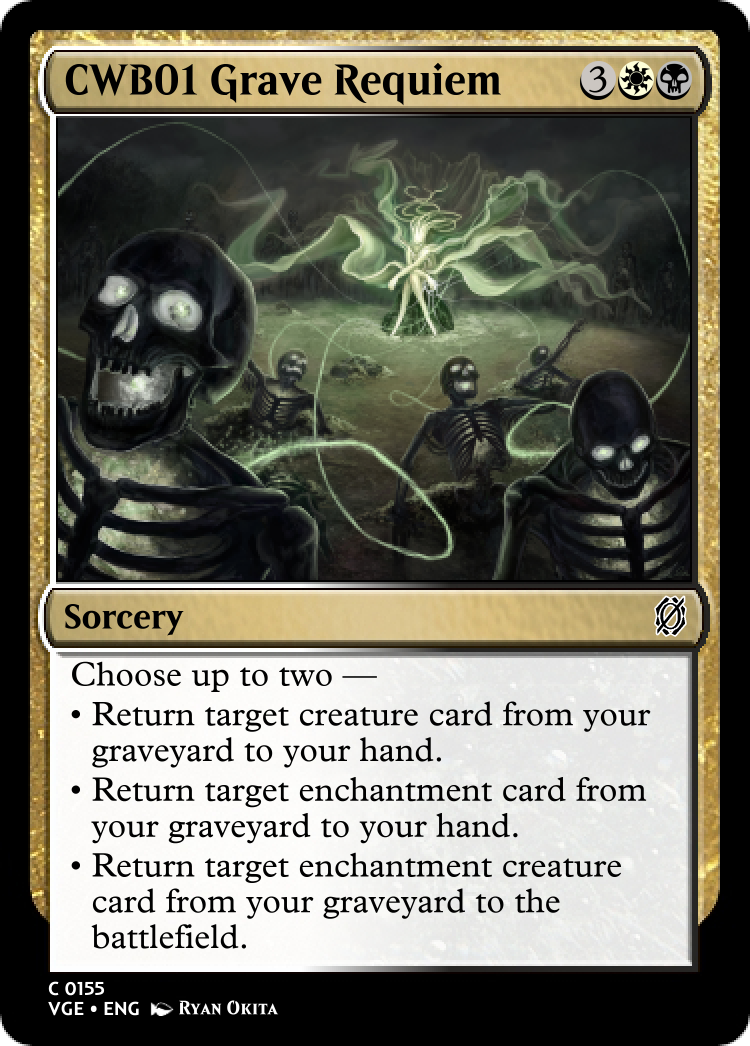 CWB01 Grave Requiem 3
Sorcery
Choose up to two —
• Return target creature card from your
graveyard to your hand.
• Return target enchantment card from
your graveyard to your hand.
• Return target enchantment creature
card from your graveyard to the
battlefield.
C 0155
VGE • ENG Ryan Okita